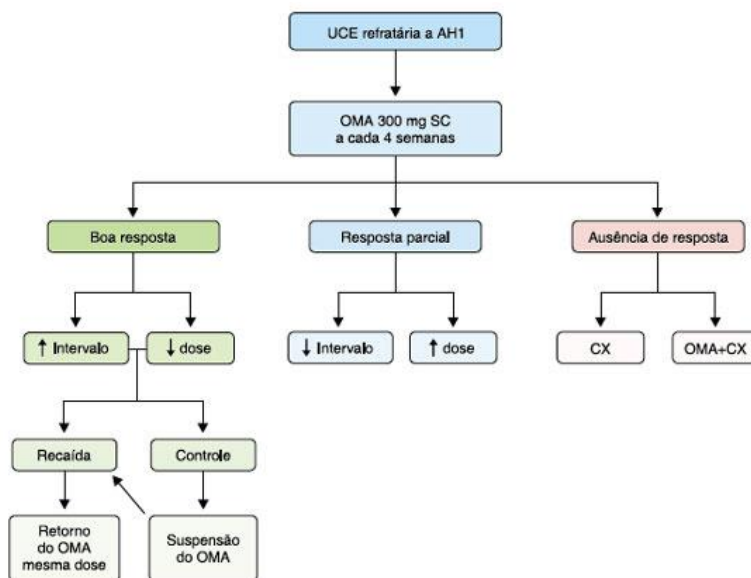 UCE refratária a AH1
OMA 300 mg SC
a cada 4 semanas
Boa resposta
Resposta parcial
Ausência de resposta
↑ Intervalo
↓ dose
↓ Intervalo
↑ dose
CX
OMA+CX
Recaída
Controle
Retorno
do OMA
mesma dose
Suspensão
do OMA